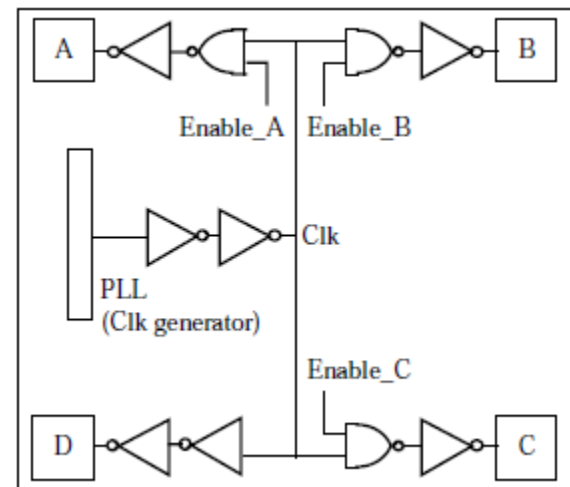 A
B
Enable_A
Enable_B
Clk
PLL
(Clk generator)
Enable_C
D
C